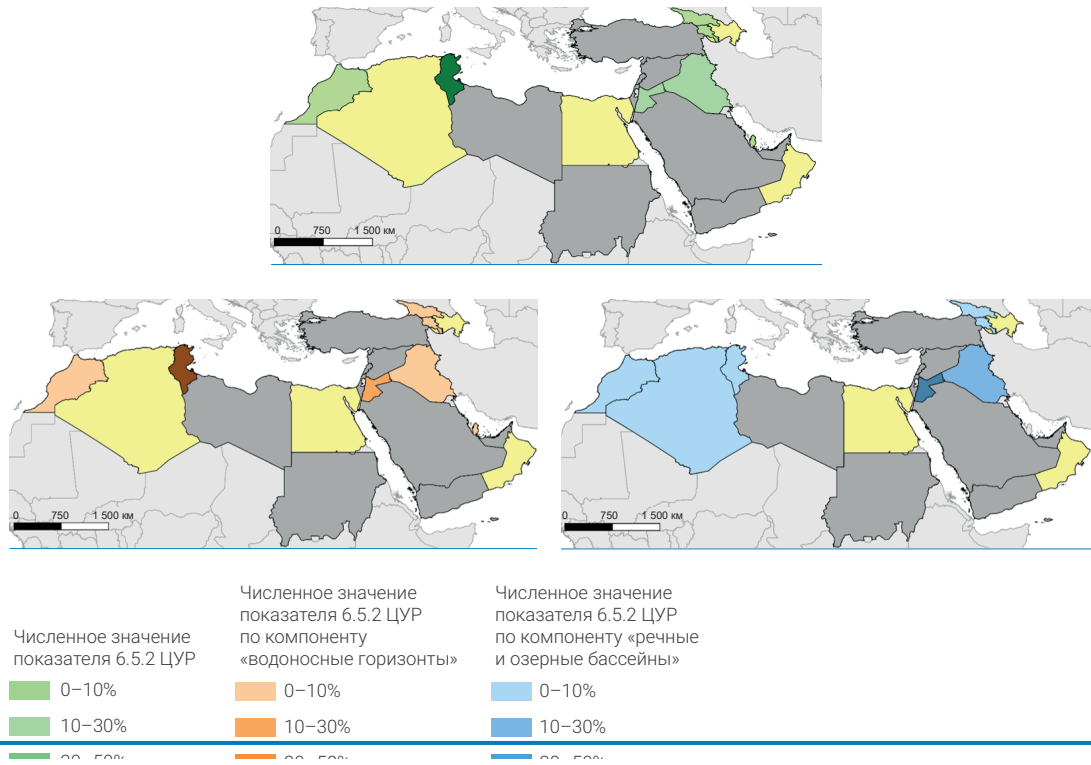 0 750 1 500 км
0 750 1 500 км
0 750 1 500 км
Численное значение
показателя 6.5.2 ЦУР
0–10%
10–30%
Численное значение
показателя 6.5.2 ЦУР
по компоненту
«водоносные горизонты»
0–10%
10–30%
Численное значение
показателя 6.5.2 ЦУР
по компоненту «речные
и озерные бассейны»
0–10%
10–30%